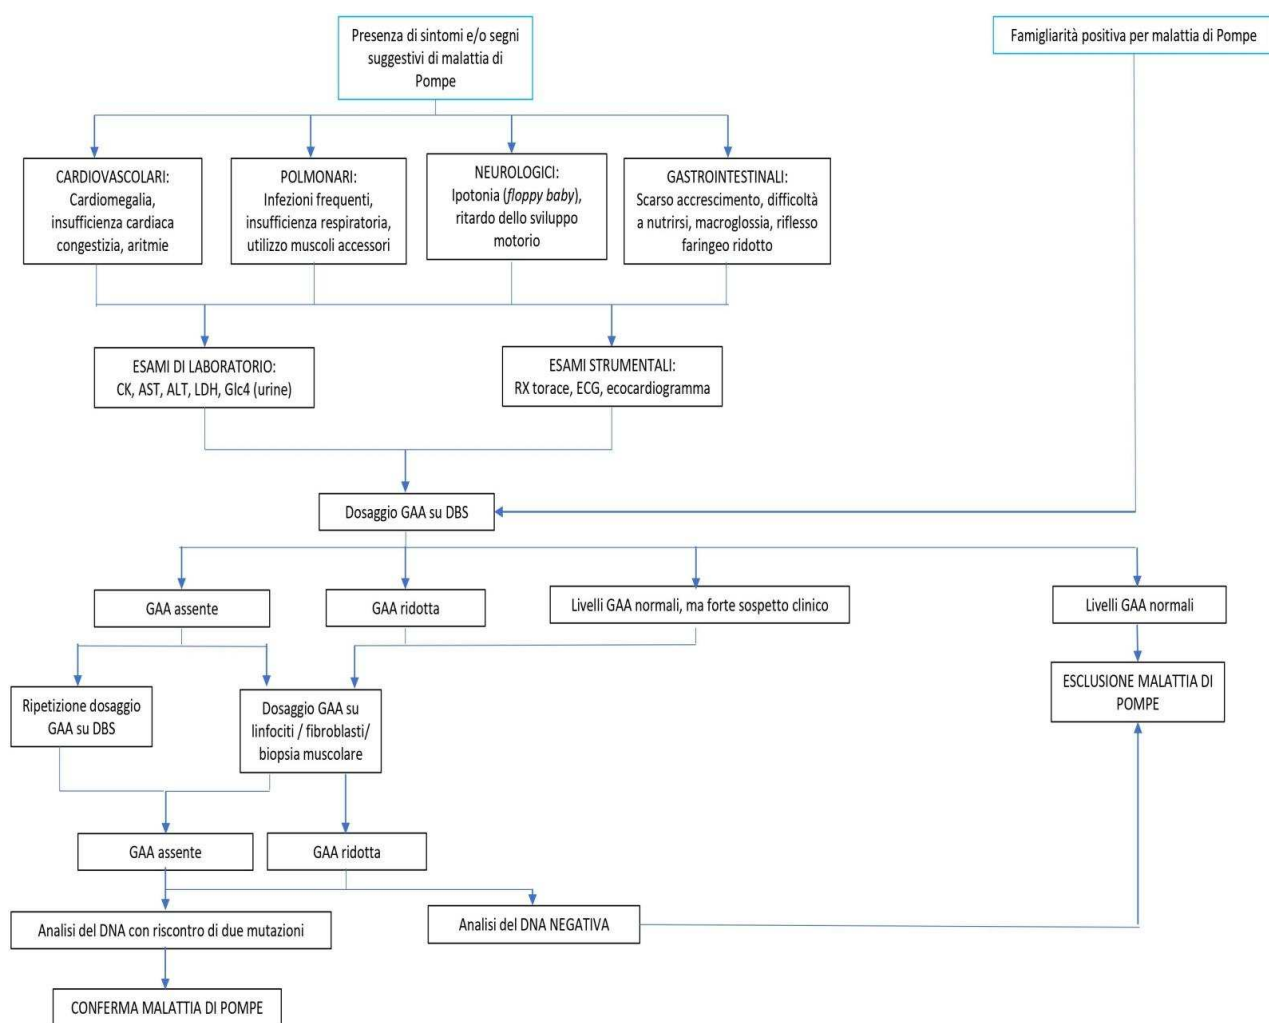 Presenza di sintomi e/o segni
suggestivi di malattia di
Pompe
Famigliarità positiva per malattia di Pompe
CARDIOVASCOLARI:
Cardiomegalia,
insufficienza cardiaca
congestizia, aritmie
POLMONARI:
Infezioni frequenti,
insufficienza respiratoria,
utilizzo muscoli accessori
NEUROLOGICI:
Ipotonia (floppy baby),
ritardo dello sviluppo
motorio
GASTROINTESTINALI:
Scarso accrescimento, difficoltà
a nutrirsi, macroglossia, riflesso
faringeo ridotto
ESAMI DI LABORATORIO:
CK, AST, ALT, LDH, Glc4 (urine)
ESAMI STRUMENTALI:
RX torace, ECG, ecocardiogramma
Dosaggio GAA su DBS
GAA assente
GAA ridotta
Livelli GAA normali, ma forte sospetto clinico
Livelli GAA normali
Ripetizione dosaggio
GAA su DBS
Dosaggio GAA su
linfociti / fibroblasti/
biopsia muscolare
ESCLUSIONE MALATTIA DI
POMPE
GAA assente
GAA ridotta
Analisi del DNA con riscontro di due mutazioni
Analisi del DNA NEGATIVA
CONFERMA MALATTIA DI POMPE